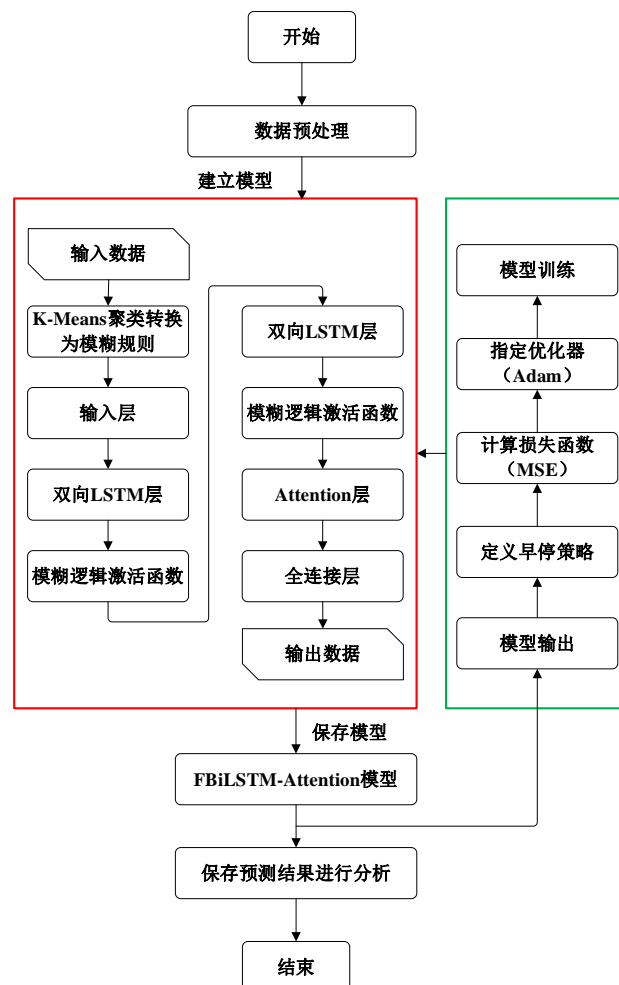 开始
数据预处理
建立模型
输入数据
K-Means聚类转换
为模糊规则
输入层
双向LSTM层
模糊逻辑激活函数
双向LSTM层
模糊逻辑激活函数
Attention层
全连接层
输出数据
模型训练
指定优化器
（Adam）
计算损失函数
（MSE）
定义早停策略
模型输出
保存模型
FBiLSTM-Attention模型
保存预测结果进行分析
结束